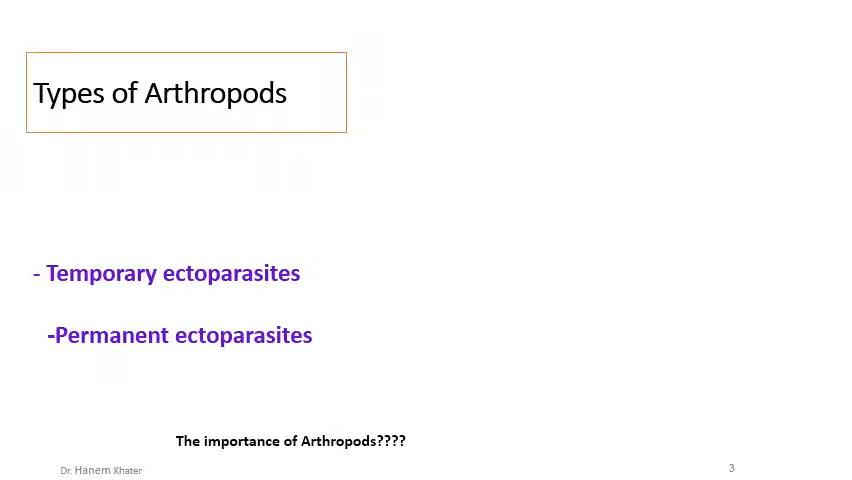 Types of Arthropods
- Temporary ectoparasites
-Permanent ectoparasites
The importance of Arthropods????
Dr. Hanem Khater
3